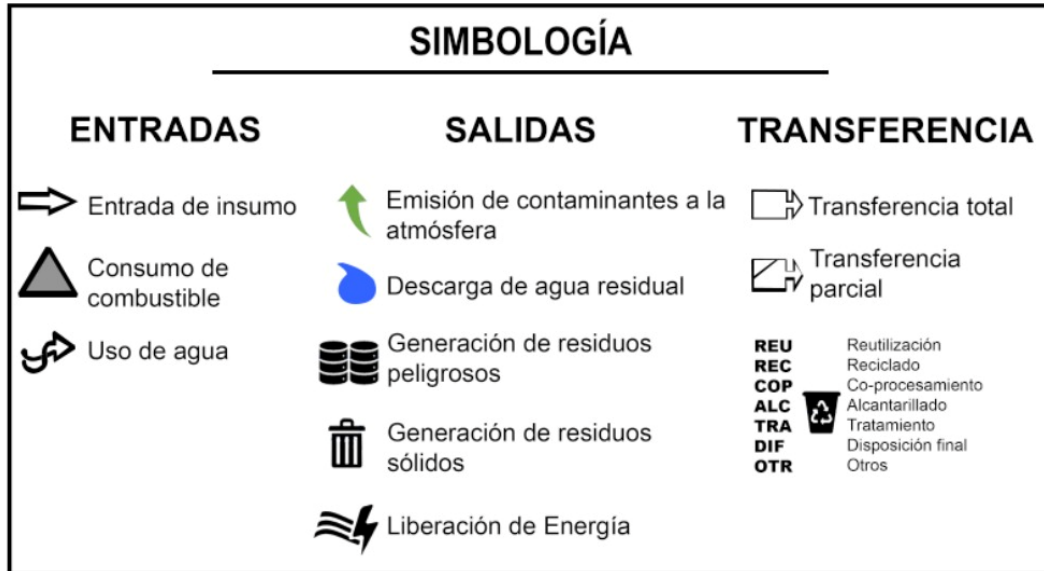 SIMBOLOGÍA
ENTRADAS
Entrada de insumo
Consumo de
combustible
Uso de agua
SALIDAS
Emisión de contaminantes a la
atmósfera
Descarga de agua residual
Generación de residuos
peligrosos
Generación de residuos
sólidos
Liberación de Energía
TRANSFERENCIA
Transferencia total
Transferencia
parcial
REU Reutilización
REC Reciclado
COP Co-procesamiento
ALC Alcantarillado
TRA Tratamiento
DIF Disposición final
OTR Otros